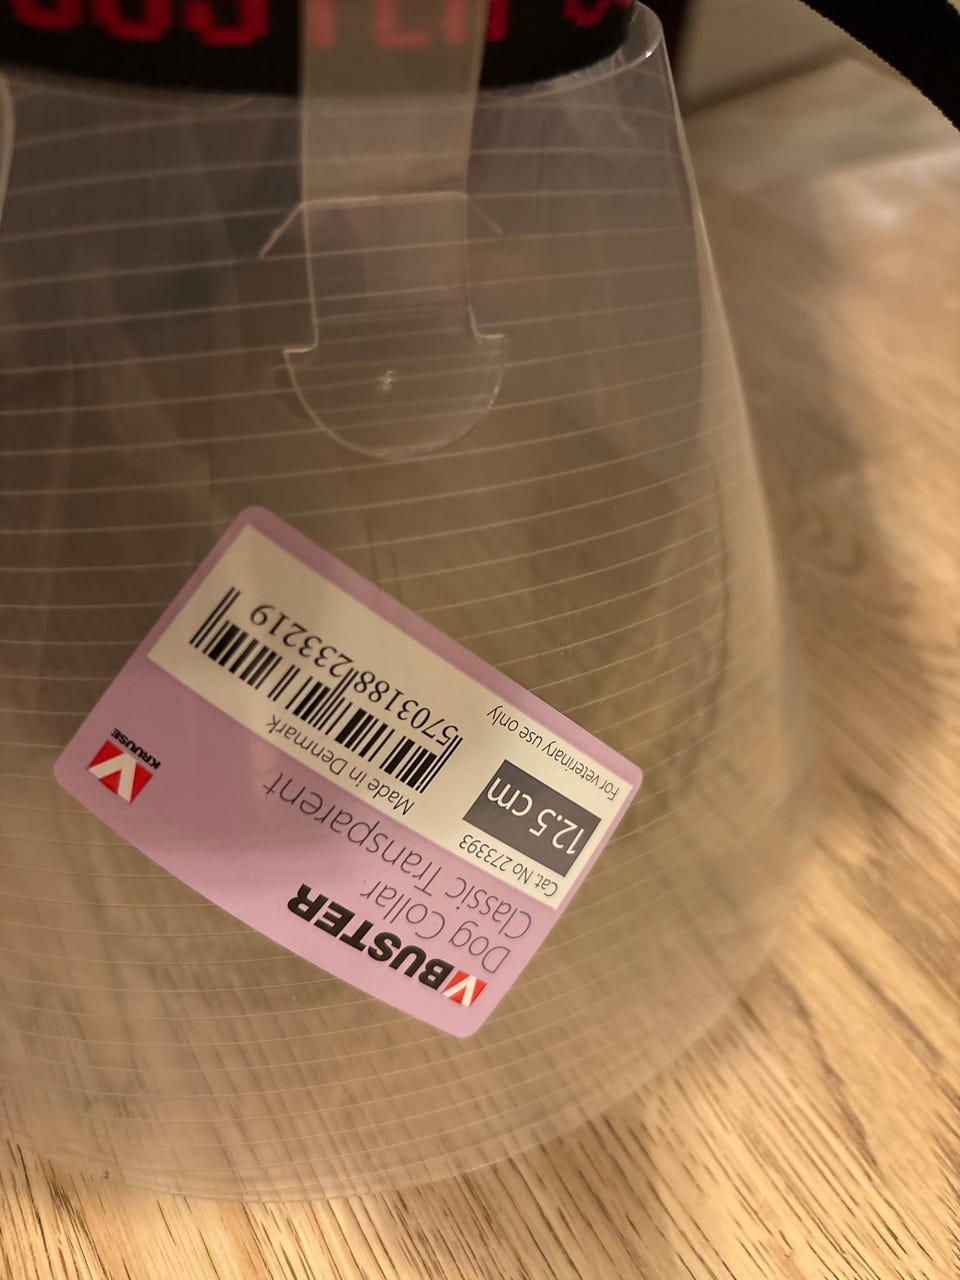 BUSTER
BUSTER
Dog Collar
Classic Transparent
Cat. No 273393
12.5 cm
For veterinary use only
Made in Denmark
5703188233219
KRUUSE